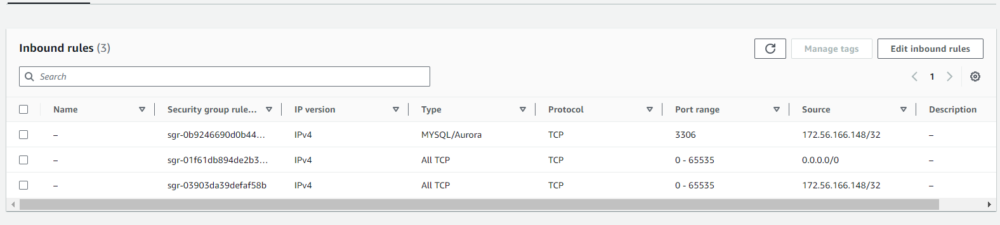 Inbound rules (3)
Manage tags
Edit inbound rules
Search
1
Name Security group rule... IP version Type Protocol Port range Source Description
– sgr-0b9246690d0b44... IPv4 MYSQL/Aurora TCP 3306 172.56.166.148/32 –
– sgr-01f61db894de2b3... IPv4 All TCP TCP 0 - 65535 0.0.0.0/0 –
– sgr-03903da39defaf58b IPv4 All TCP TCP 0 - 65535 172.56.166.148/32 –